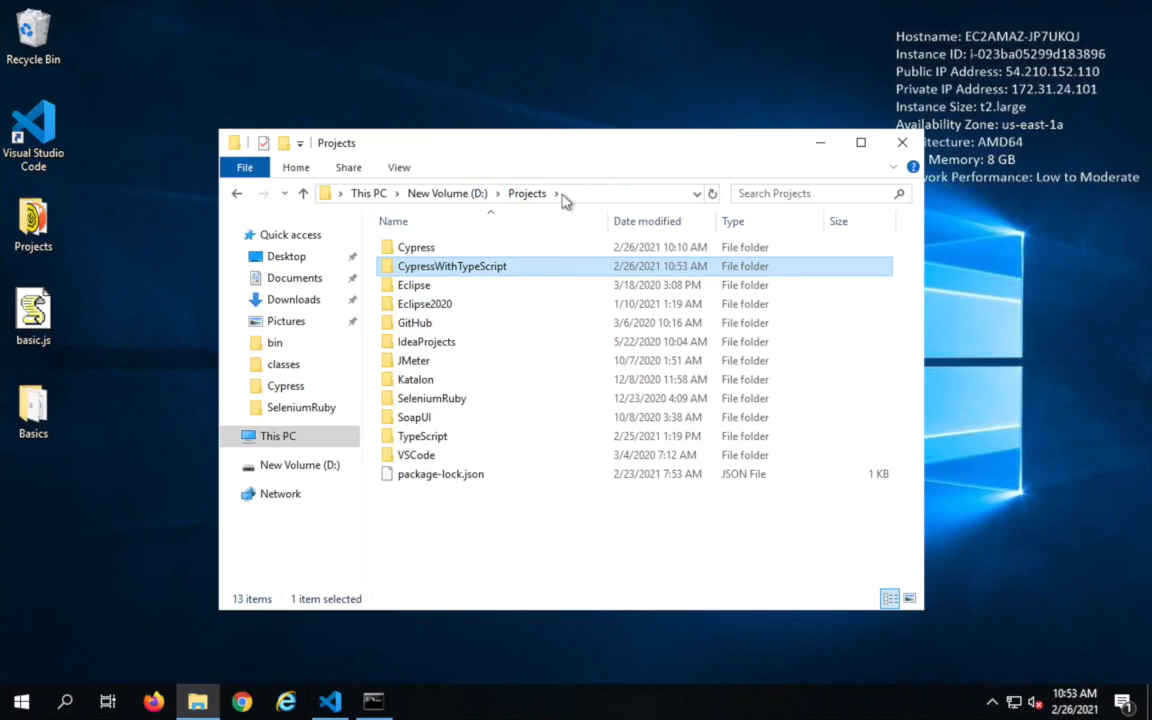 Recycle Bin
Visual Studio
Code
Projects
basic.js
Basics
Hostname: EC2AMAZ-JP7UKQJ
Instance ID: i-023ba05299d183896
Public IP Address: 54.210.152.110
Private IP Address: 172.31.24.101
Instance Size: t2.large
Availability Zone: us-east-1a
itecture: AMD64
Memory: 8 GB
work Performance: Low to Moderate
Projects
File Home Share View
This PC New Volume (D:) Projects Search Projects
Name Date modified Type Size
Quick access
Desktop
Documents
Downloads
Pictures
bin
classes
Cypress
SeleniumRuby
This PC
New Volume (D:)
Network
Cypress 2/26/2021 10:10 AM File folder
CypressWithTypeScript 2/26/2021 10:53 AM File folder
Eclipse 3/18/2020 3:08 PM File folder
Eclipse2020 1/10/2021 1:19 AM File folder
GitHub 3/6/2020 10:16 AM File folder
IdeaProjects 5/22/2020 10:04 AM File folder
JMeter 10/7/2020 1:51 AM File folder
Katalon 12/8/2020 11:58 AM File folder
SeleniumRuby 12/23/2020 4:09 AM File folder
SoapUI 10/8/2020 3:38 AM File folder
TypeScript 2/25/2021 1:19 PM File folder
VSCode 3/4/2020 7:12 AM File folder
package-lock.json 2/23/2021 7:53 AM JSON File 1 KB
13 items 1 item selected
10:53 AM
2/26/2021
1